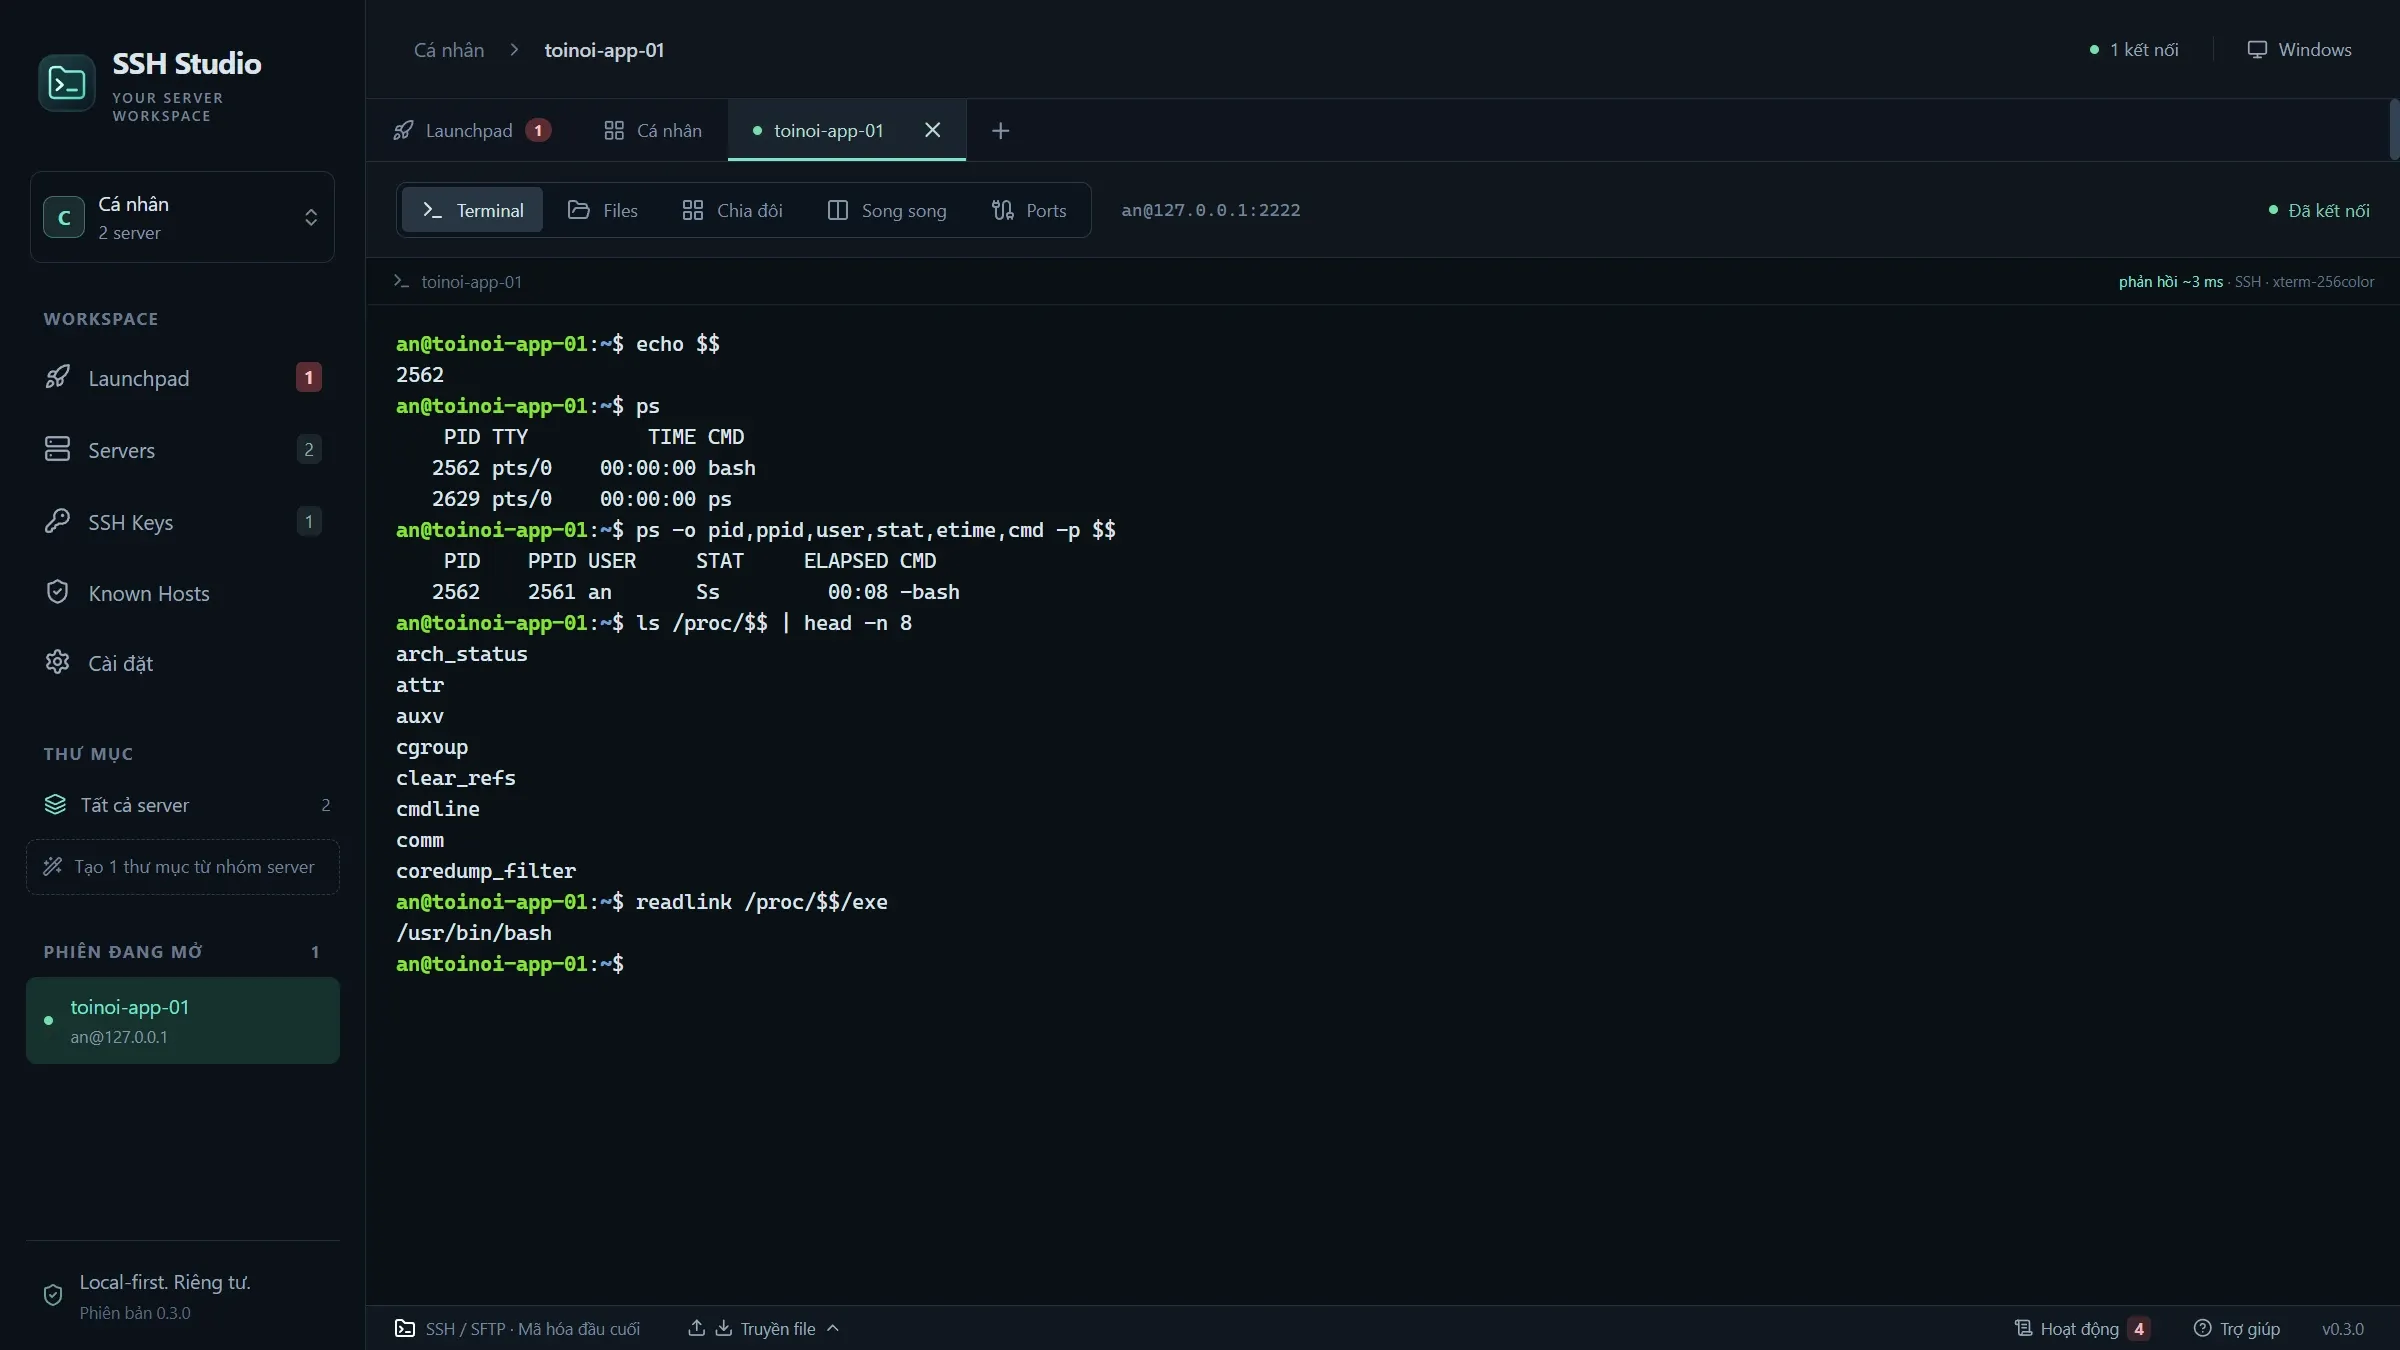 SSH Studio
YOUR SERVER
WORKSPACE
C
Cá nhân
2 server
WORKSPACE
Launchpad 1
Servers 2
SSH Keys 1
Known Hosts
Cài đặt
THƯ MỤC
Tất cả server 2
Tạo 1 thư mục từ nhóm server
PHIÊN ĐANG MỞ 1
toinoi-app-01
an@127.0.0.1
Local-first. Riêng tư.
Phiên bản 0.3.0
Cá nhân > toinoi-app-01
1 kết nối
Windows
Launchpad 1
Cá nhân
toinoi-app-01
Terminal
Files
Chia đôi
Song song
Ports
an@127.0.0.1:2222
Đã kết nối
toinoi-app-01
phản hồi ~3 ms · SSH · xterm-256color
an@toinoi-app-01:~$ echo $$
2562
an@toinoi-app-01:~$ ps
PID TTY TIME CMD
2562 pts/0 00:00:00 bash
2629 pts/0 00:00:00 ps
an@toinoi-app-01:~$ ps -o pid,ppid,user,stat,etime,cmd -p $$
PID PPID USER STAT ELAPSED CMD
2562 2561 an Ss 00:08 -bash
an@toinoi-app-01:~$ ls /proc/$$ | head -n 8
arch_status
attr
auxv
cgroup
clear_refs
cmdline
comm
coredump_filter
an@toinoi-app-01:~$ readlink /proc/$$/exe
/usr/bin/bash
an@toinoi-app-01:~$
SSH / SFTP · Mã hóa đầu cuối
Truyền file
Hoạt động 4
Trợ giúp
v0.3.0